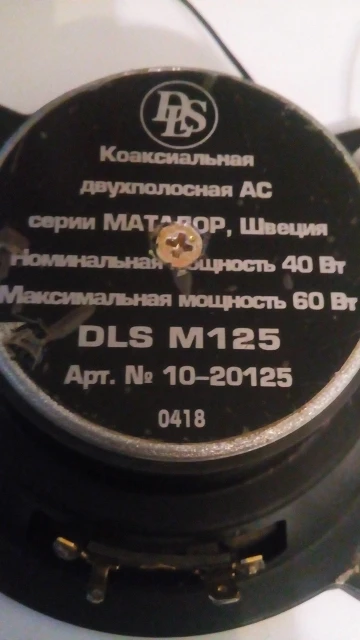 DLS
Коаксиальная
двухполосная АС
серии МАТАДОР, Швеция
Номинальная мощность 40 Вт
Максимальная мощность 60 Вт
DLS M125
Арт. № 10-20125
0418